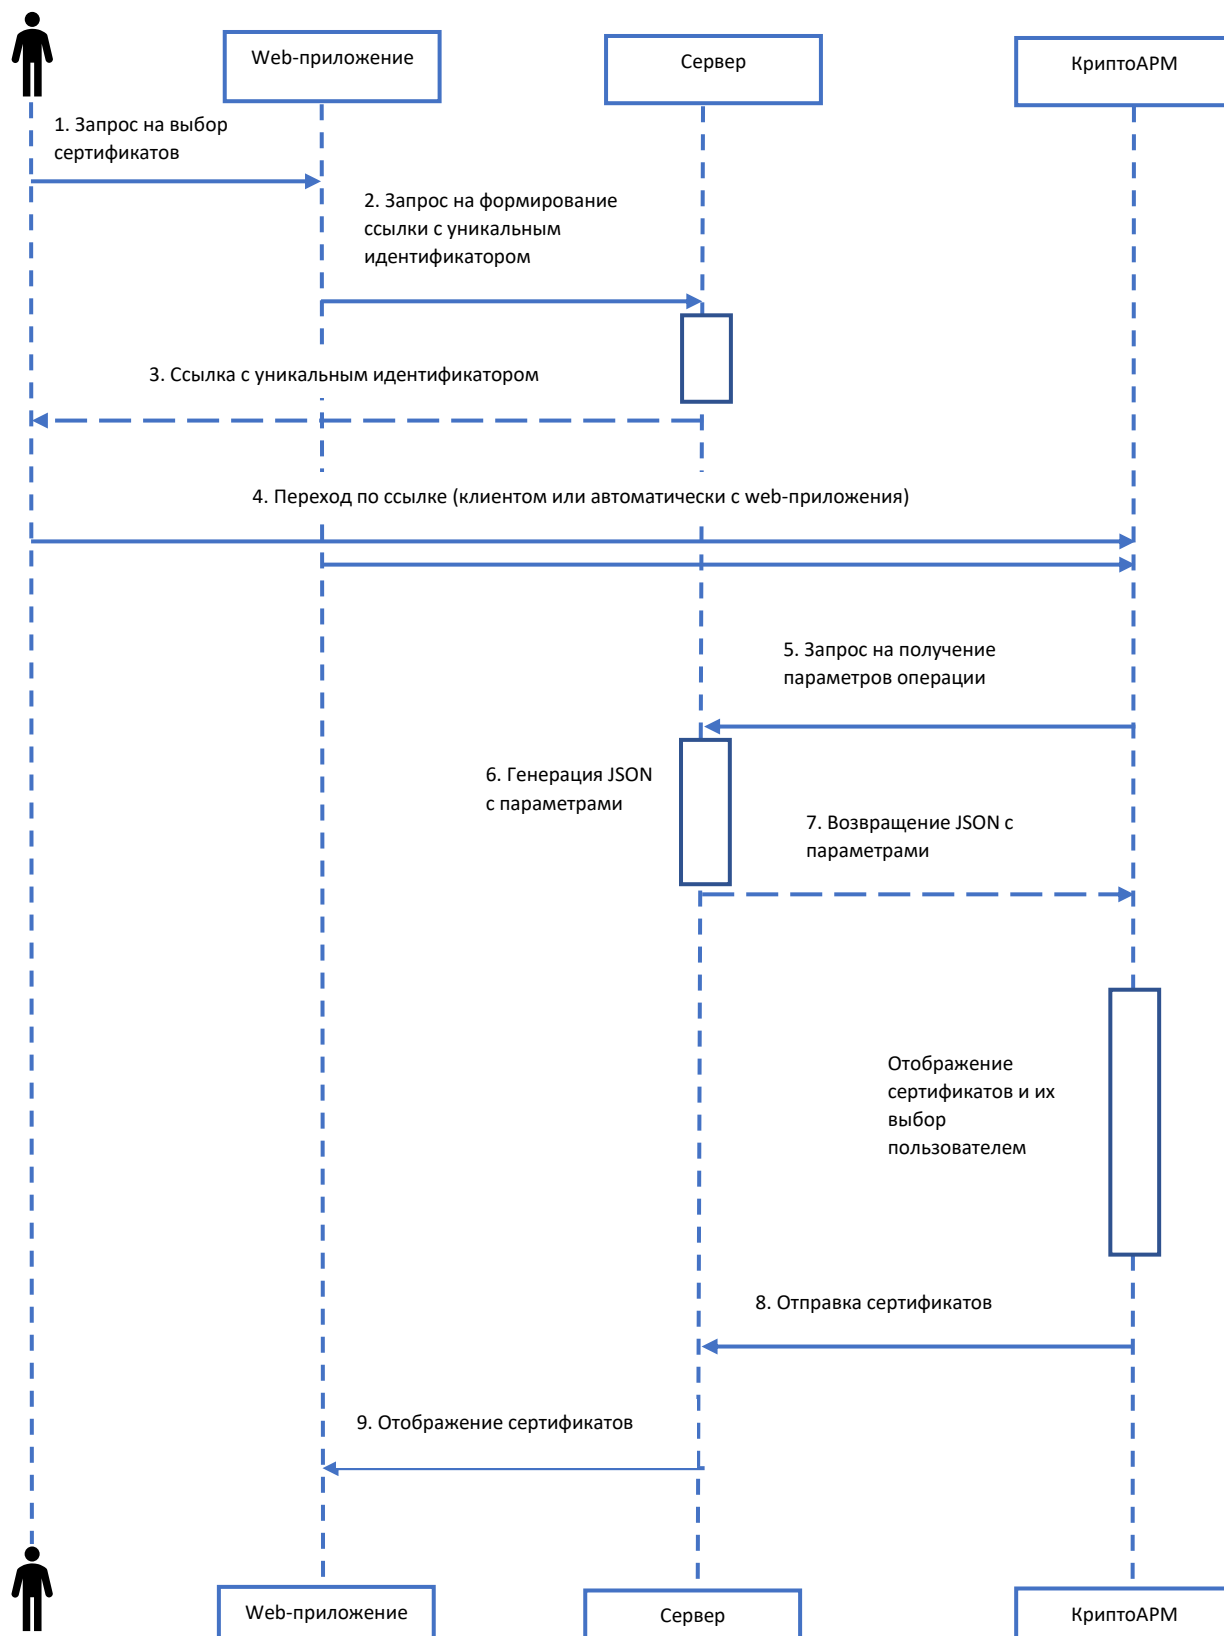 Web-приложение
Сервер
КриптоАРМ
1. Запрос на выбор
сертификатов
2. Запрос на формирование
ссылки с уникальным
идентификатором
3. Ссылка с уникальным идентификатором
4. Переход по ссылке (клиентом или автоматически с web-приложения)
5. Запрос на получение
параметров операции
6. Генерация JSON
с параметрами
7. Возвращение JSON с
параметрами
Отображение
сертификатов и их
выбор
пользователем
8. Отправка сертификатов
9. Отображение сертификатов
Web-приложение
Сервер
КриптоАРМ